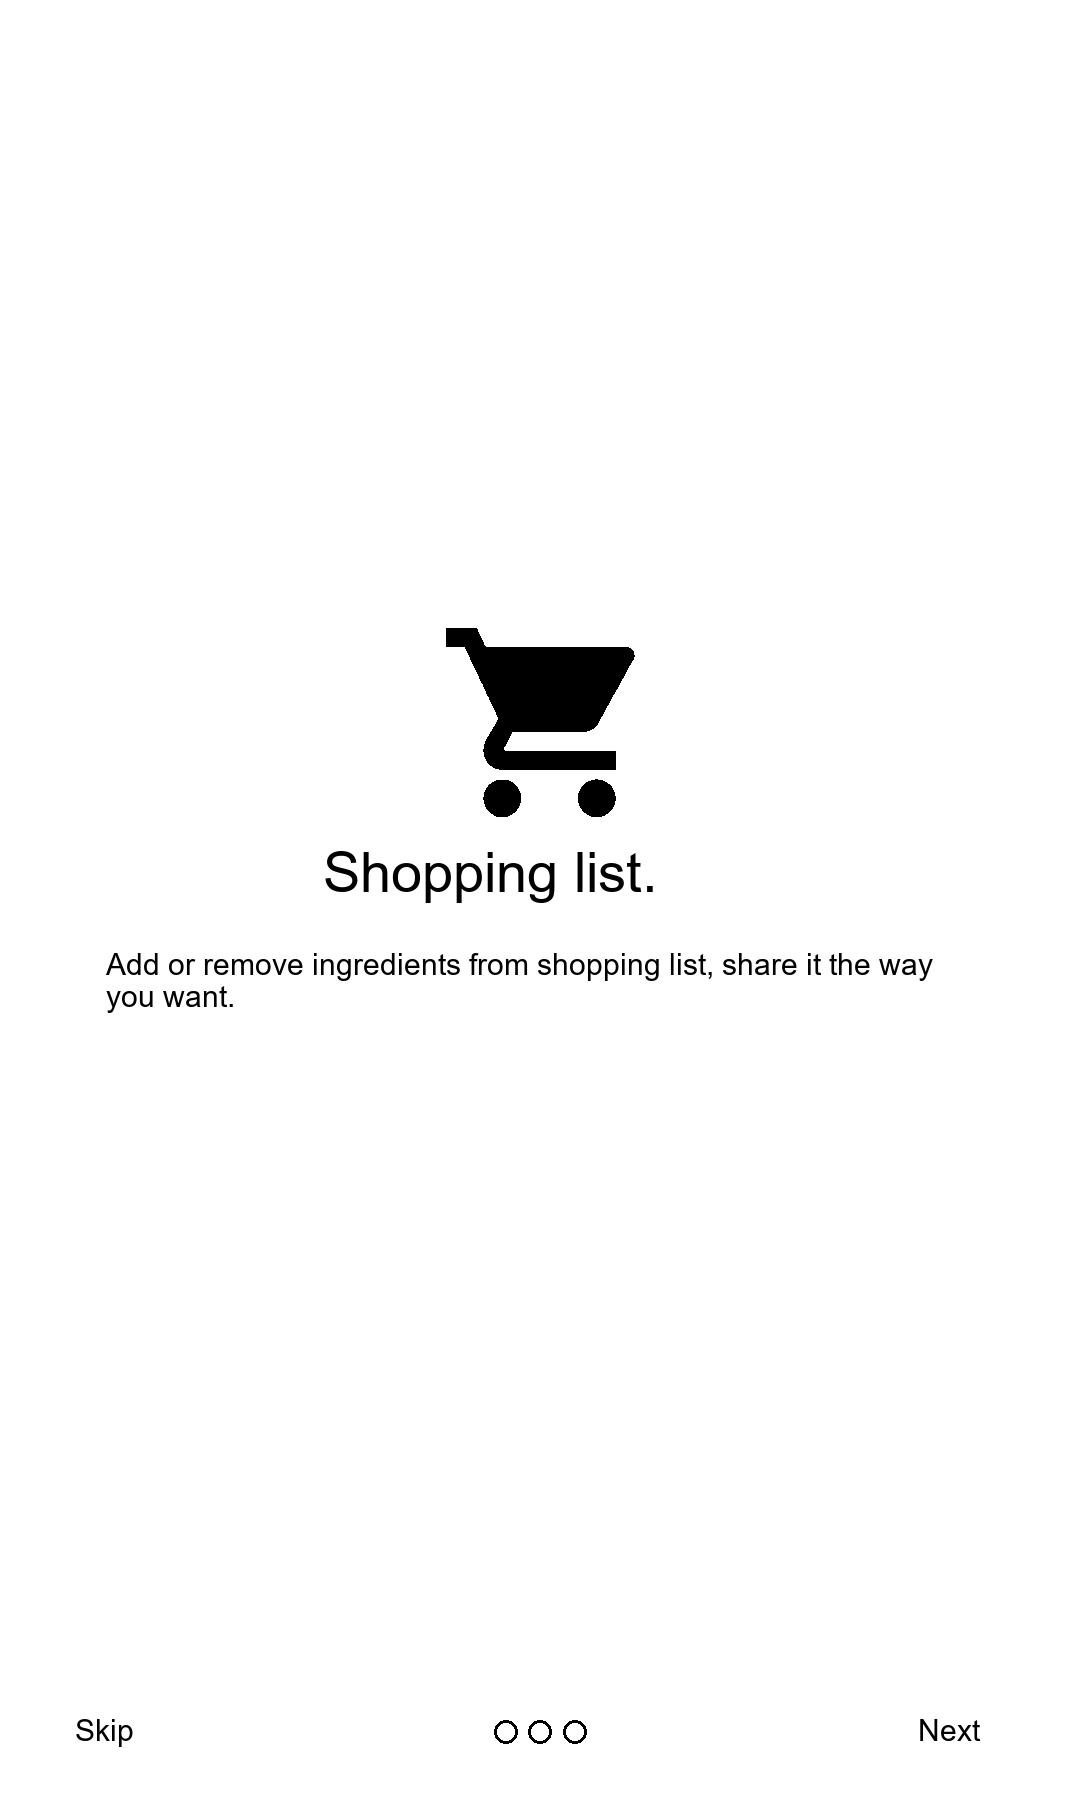 Shopping list.
Add or remove ingredients from shopping list, share it the way
you want.
Skip
Next